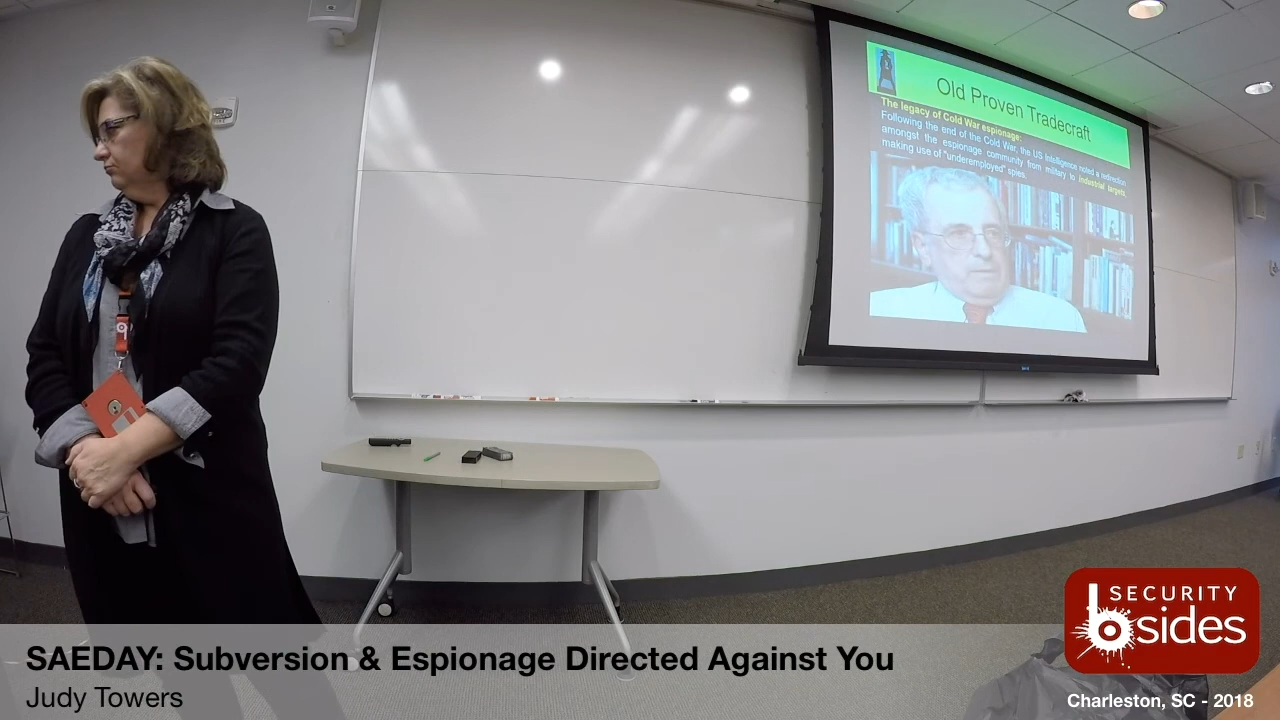 Old Proven Tradecraft
The legacy of Cold War espionage:
Following the end of the Cold War, the US Intelligence noted a redirection
amongst the espionage community from military to industrial targets,
making use of "underemployed" spies.
SECURITY
bsides
SAEDAY: Subversion & Espionage Directed Against You
Judy Towers
Charleston, SC - 2018